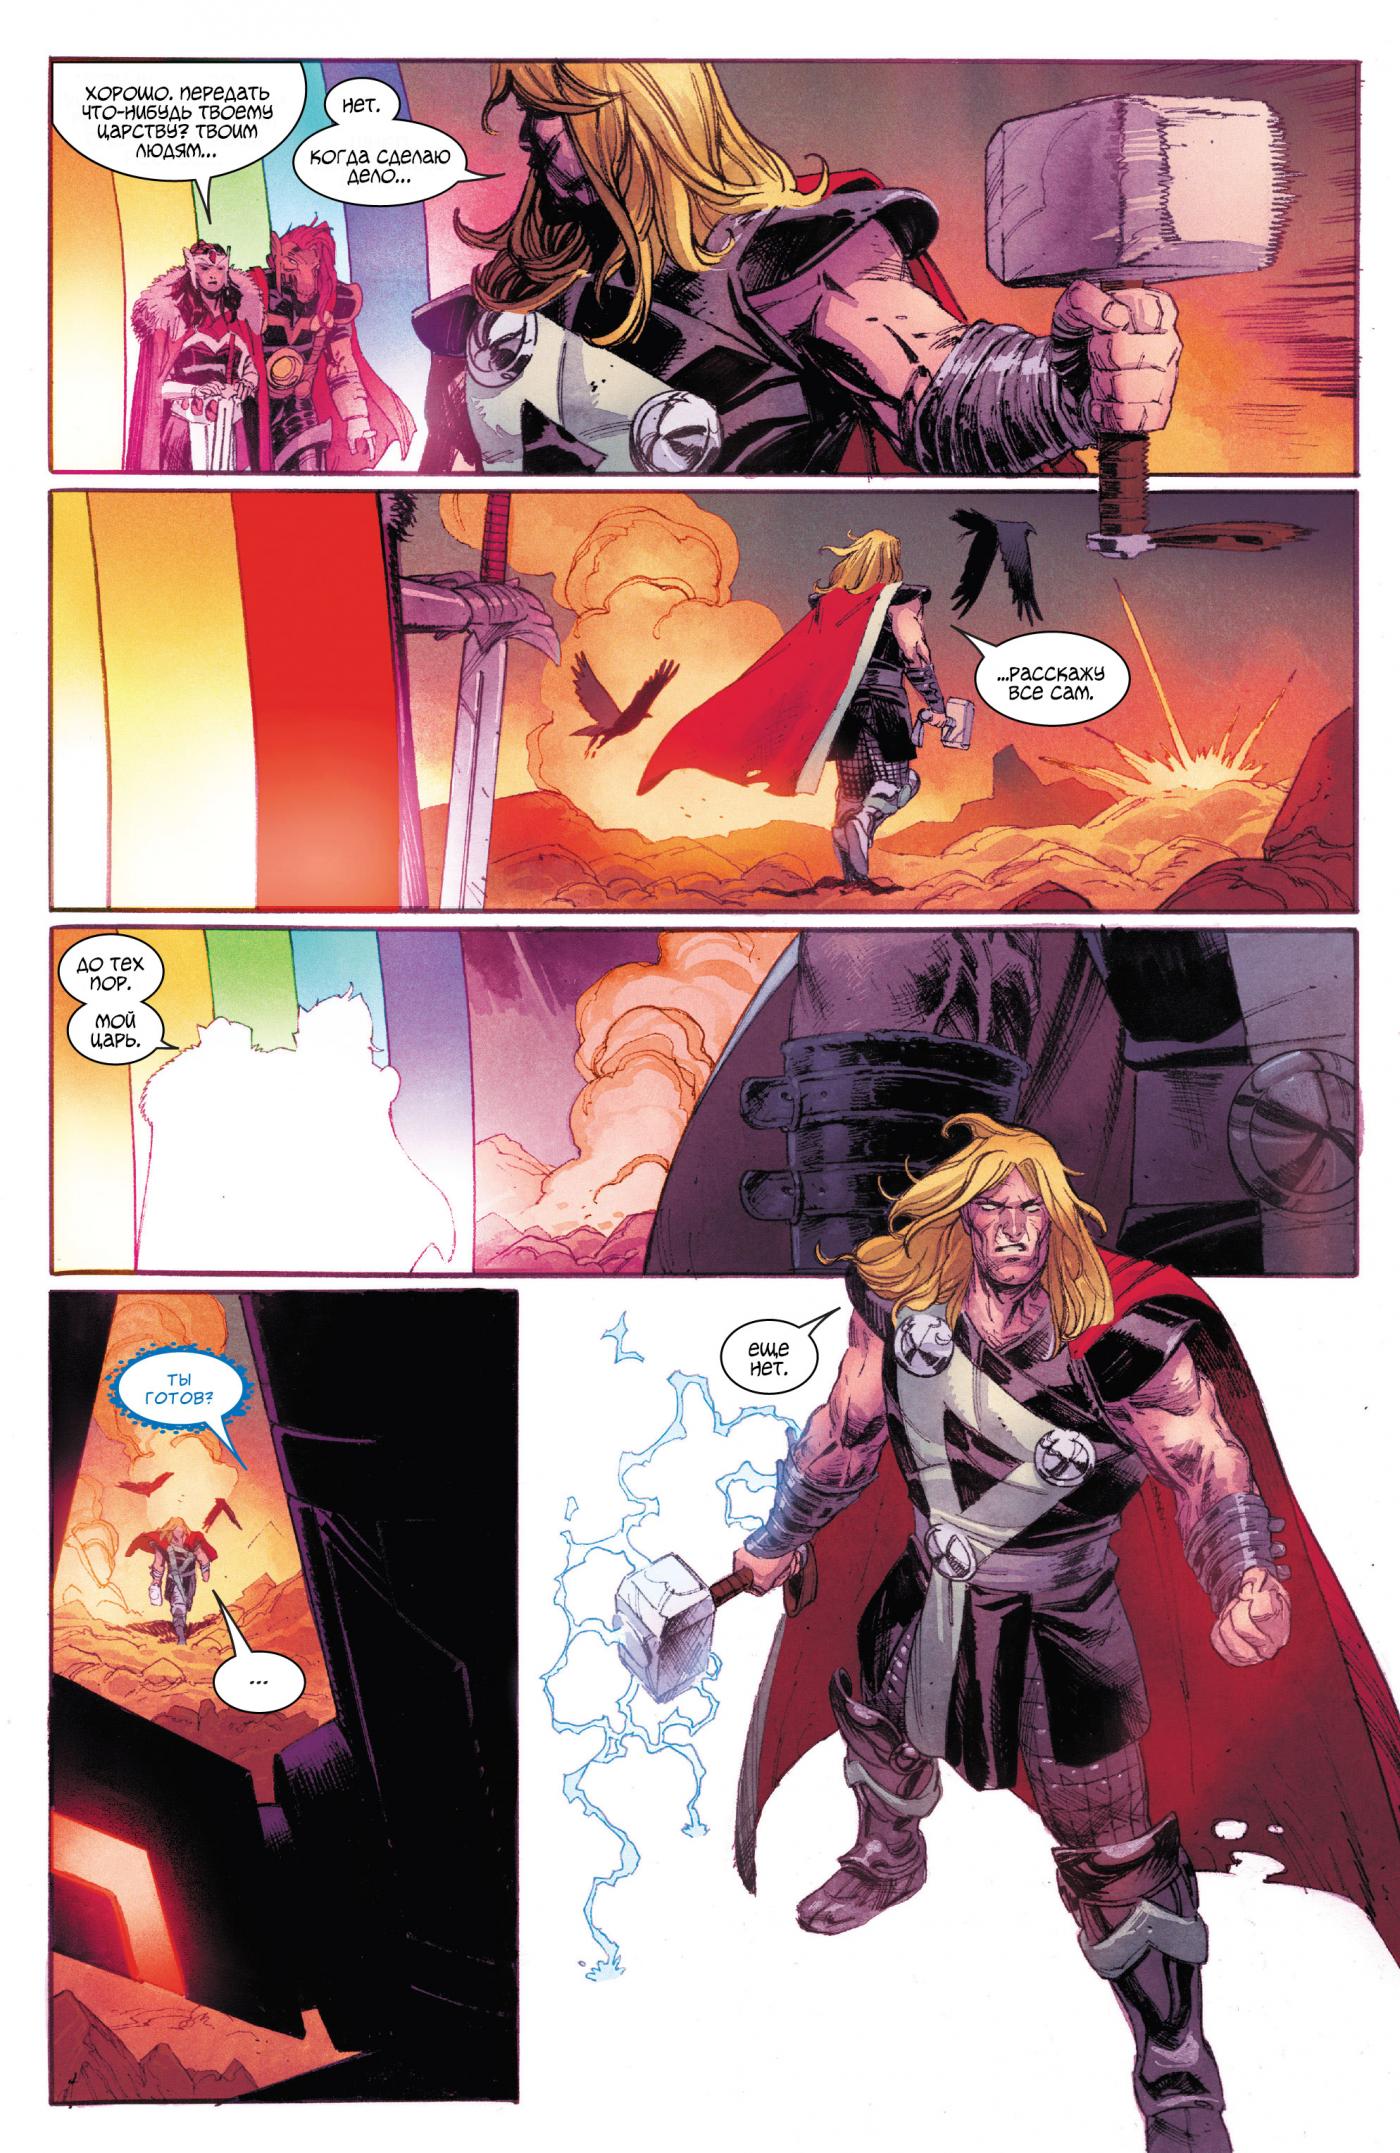 ХОРОШО. ПЕРЕДАТЬ
ЧТО-НИБУДЬ ТВОЕМУ
ЦАРСТВУ? ТВОИМ
ЛЮДЯМ...
НЕТ.
КОГДА СДЕЛАЮ
ДЕЛО...
...РАССКАЖУ
ВСЕ САМ.
ДО ТЕХ
ПОР.
МОЙ
ЦАРЬ.
ТЫ
ГОТОВ?
...
ЕЩЕ
НЕТ.